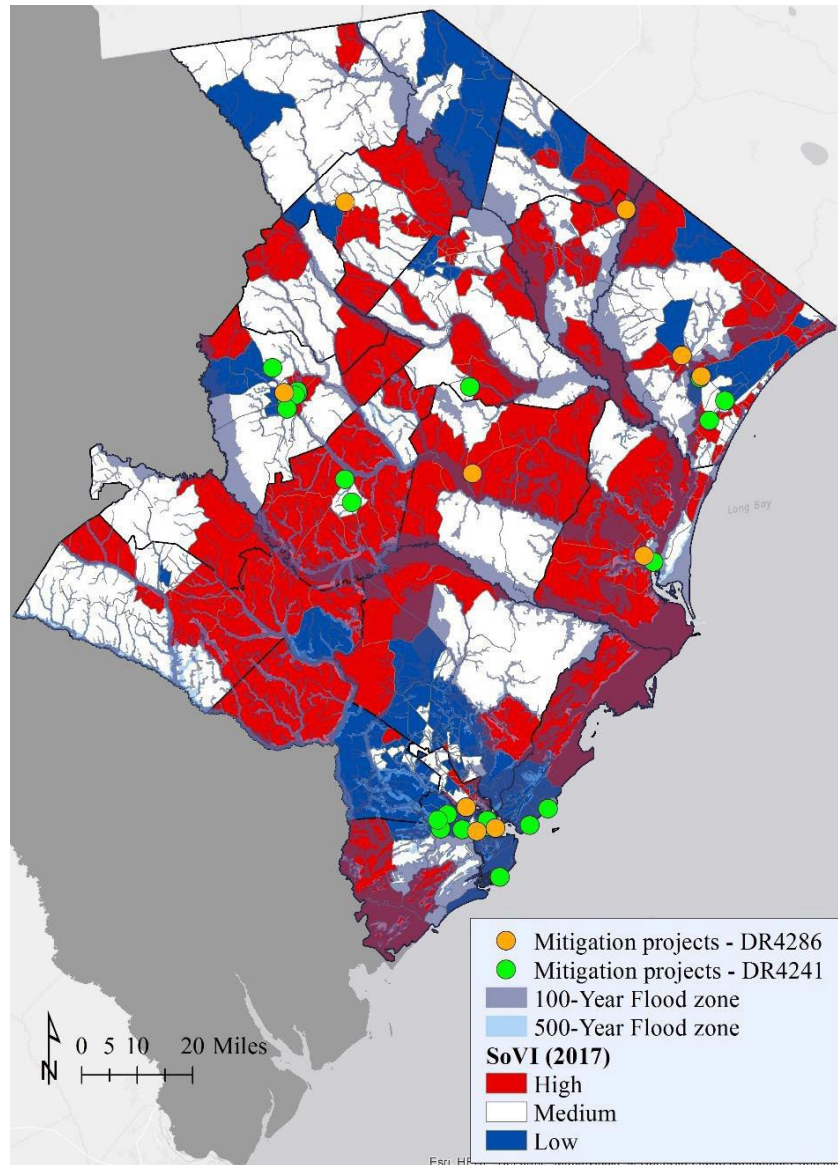 Long Bay
Mitigation projects - DR4286
Mitigation projects - DR4241
100-Year Flood zone
500-Year Flood zone
SoVI (2017)
High
Medium
Low
N
0 5 10 20 Miles
Esri,